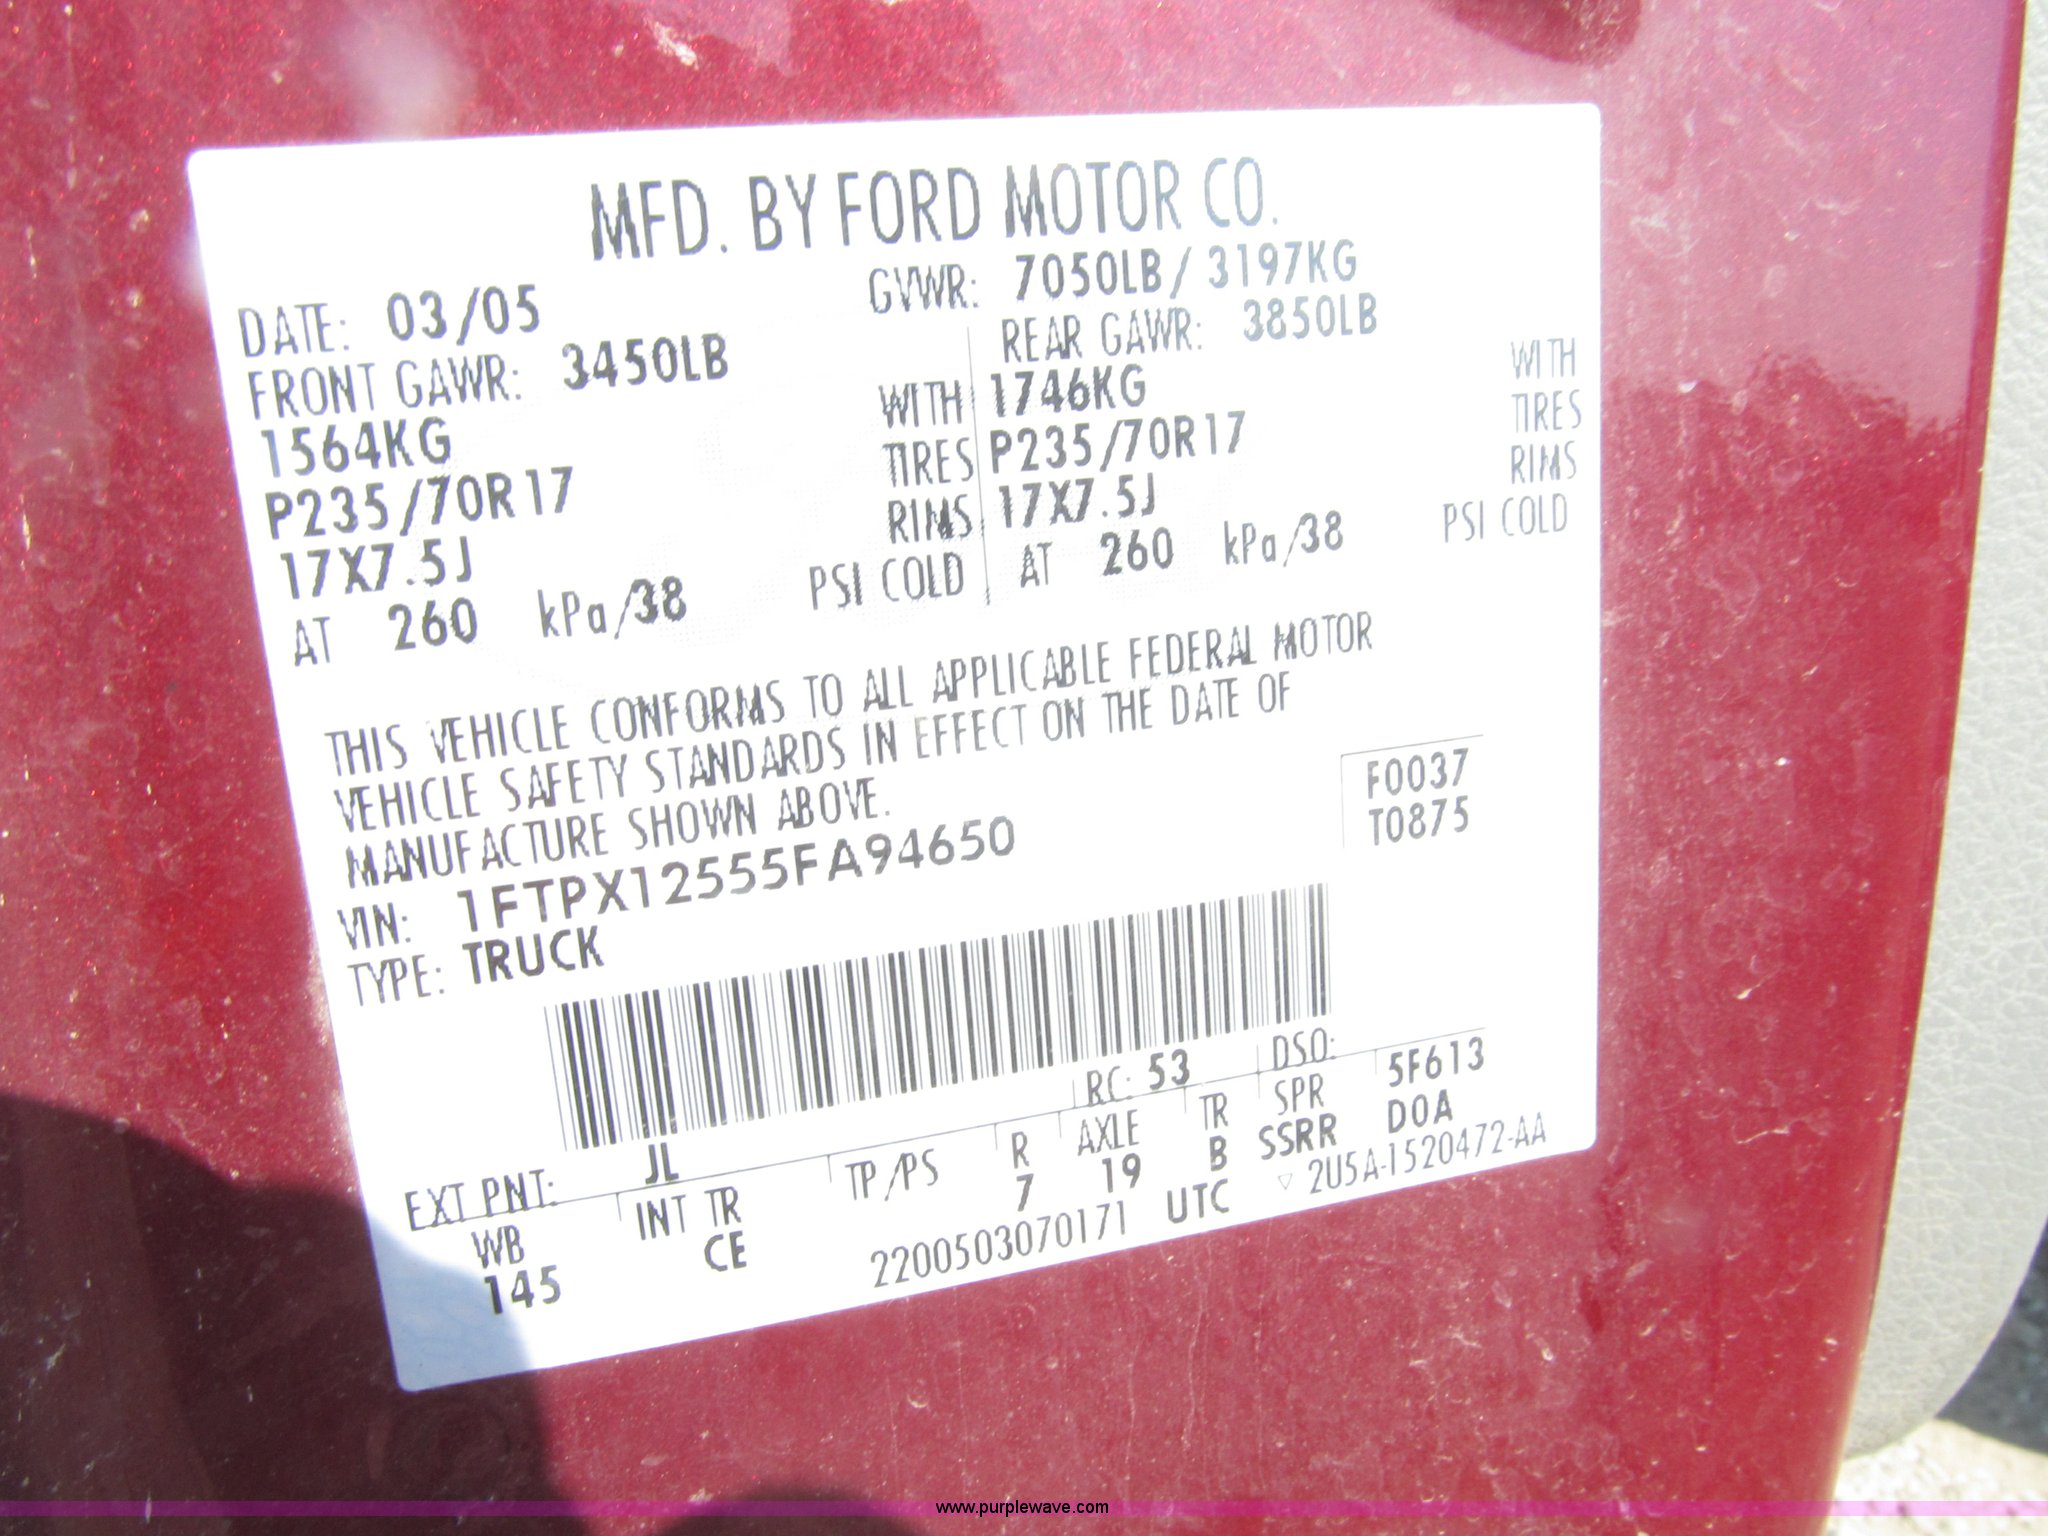 MFD. BY FORD MOTOR CO.
DATE: 03/05 GVWR: 7050LB / 3197KG
FRONT GAWR: 3450LB REAR GAWR: 3850LB
1564KG WITH 1746KG WITH
P235/70R17 TIRES P235/70R17 TIRES
17X7.5J RIMS 17X7.5J RIMS
AT 260 kPa/38 PSI COLD AT 260 kPa/38 PSI COLD
THIS VEHICLE CONFORMS TO ALL APPLICABLE FEDERAL MOTOR
VEHICLE SAFETY STANDARDS IN EFFECT ON THE DATE OF
MANUFACTURE SHOWN ABOVE.
F0037
T0875
VIN: 1FTPX12555FA94650
TYPE: TRUCK
EXT PNT: JL RC: 53 DSO:
WB INT TR TP/PS R AXLE TR SPR 5F613
145 CE 7 19 B SSRR D0A
2200503070171 UTC ▽ 2U5A-1520472-AA
www.purplewave.com